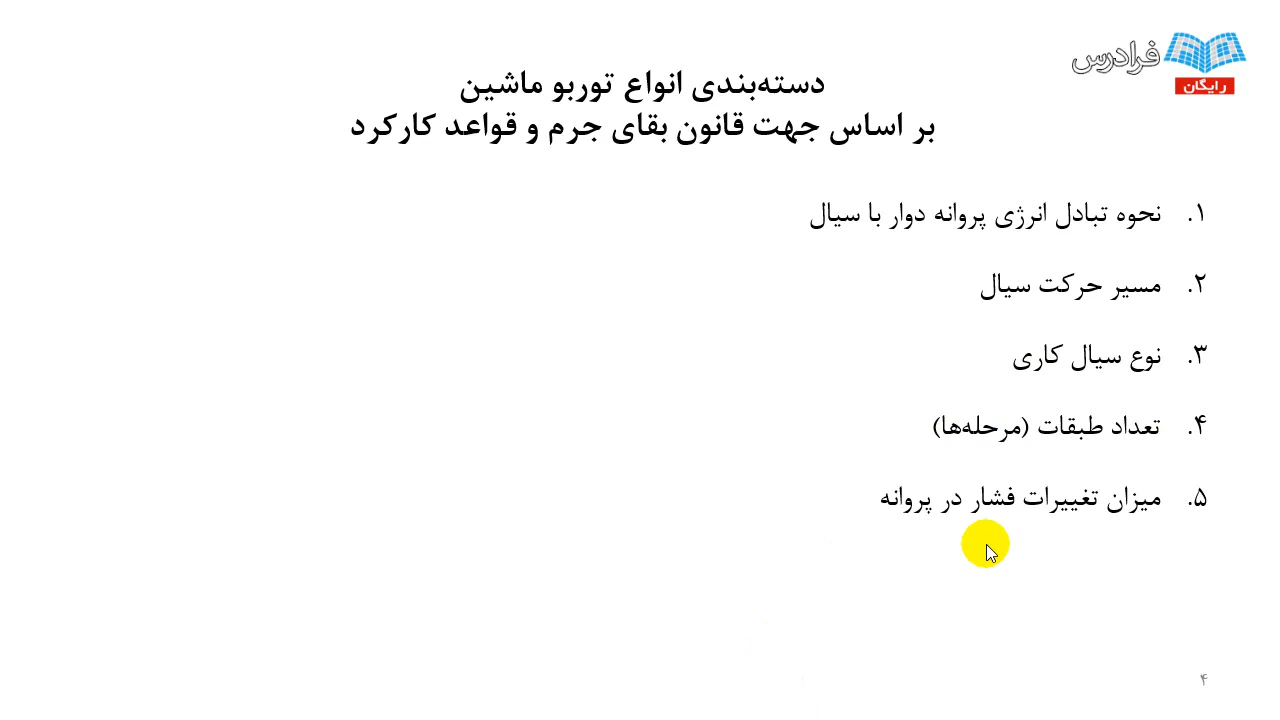 فرادرس
رایگان
دسته‌بندی انواع توربو ماشین
بر اساس جهت قانون بقای جرم و قواعد کارکرد
۱. نحوه تبادل انرژی پروانه دوار با سیال
۲. مسیر حرکت سیال
۳. نوع سیال کاری
۴. تعداد طبقات (مرحله‌ها)
۵. میزان تغییرات فشار در پروانه
۴